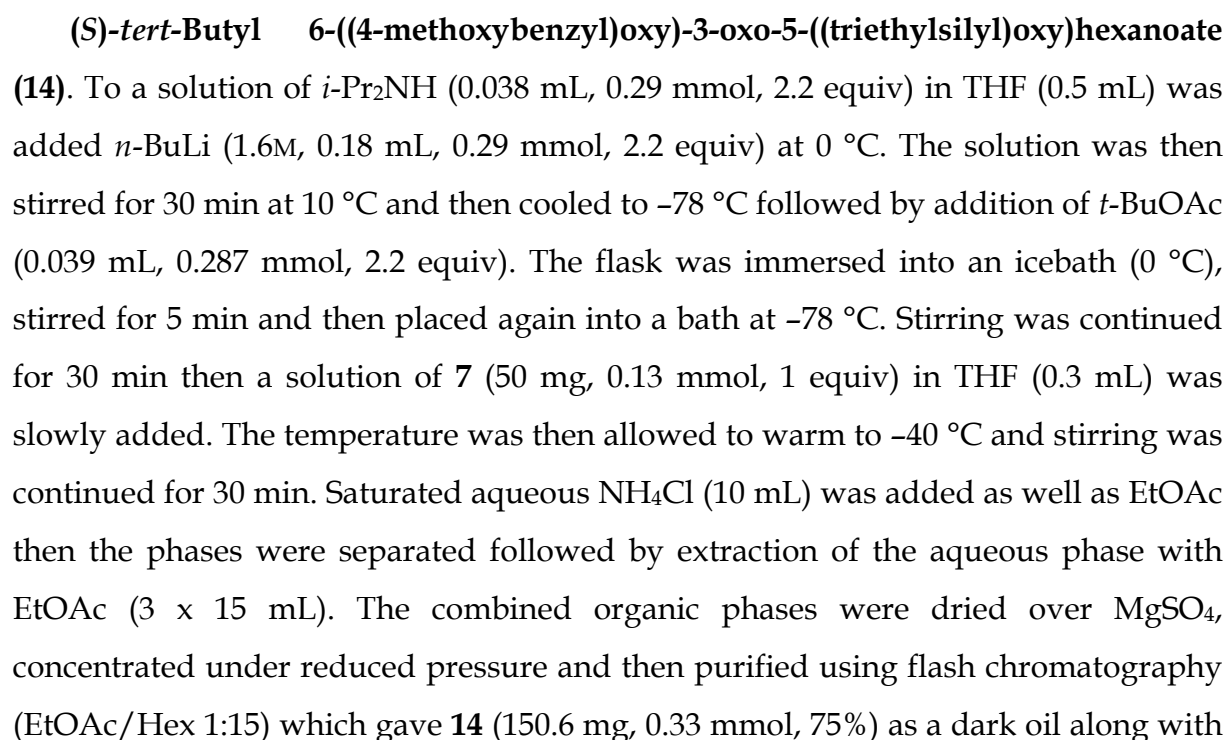 (S)-tert-Butyl 6-((4-methoxybenzyl)oxy)-3-oxo-5-((triethylsilyl)oxy)hexanoate
(14). To a solution of i-Pr₂NH (0.038 mL, 0.29 mmol, 2.2 equiv) in THF (0.5 mL) was
added n-BuLi (1.6M, 0.18 mL, 0.29 mmol, 2.2 equiv) at 0 °C. The solution was then
stirred for 30 min at 10 °C and then cooled to –78 °C followed by addition of t-BuOAc
(0.039 mL, 0.287 mmol, 2.2 equiv). The flask was immersed into an icebath (0 °C),
stirred for 5 min and then placed again into a bath at –78 °C. Stirring was continued
for 30 min then a solution of 7 (50 mg, 0.13 mmol, 1 equiv) in THF (0.3 mL) was
slowly added. The temperature was then allowed to warm to –40 °C and stirring was
continued for 30 min. Saturated aqueous NH₄Cl (10 mL) was added as well as EtOAc
then the phases were separated followed by extraction of the aqueous phase with
EtOAc (3 x 15 mL). The combined organic phases were dried over MgSO₄,
concentrated under reduced pressure and then purified using flash chromatography
(EtOAc/Hex 1:15) which gave 14 (150.6 mg, 0.33 mmol, 75%) as a dark oil along with